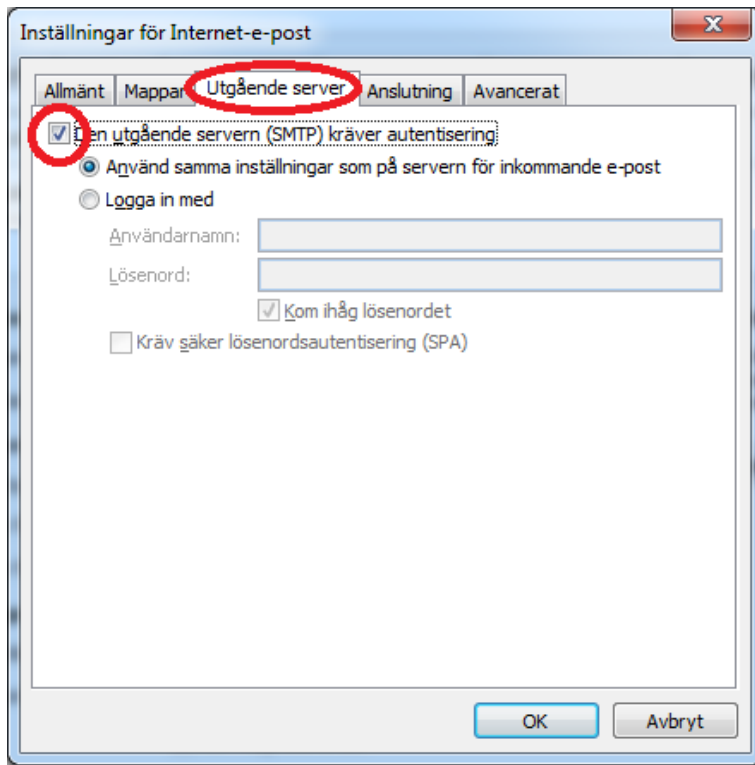 Inställningar för Internet-e-post
Allmänt Mappar Utgående server Anslutning Avancerat
Den utgående servern (SMTP) kräver autentisering
Använd samma inställningar som på servern för inkommande e-post
Logga in med
Användarnamn:
Lösenord:
Kom ihåg lösenordet
Kräv säker lösenordsautentisering (SPA)
OK Avbryt